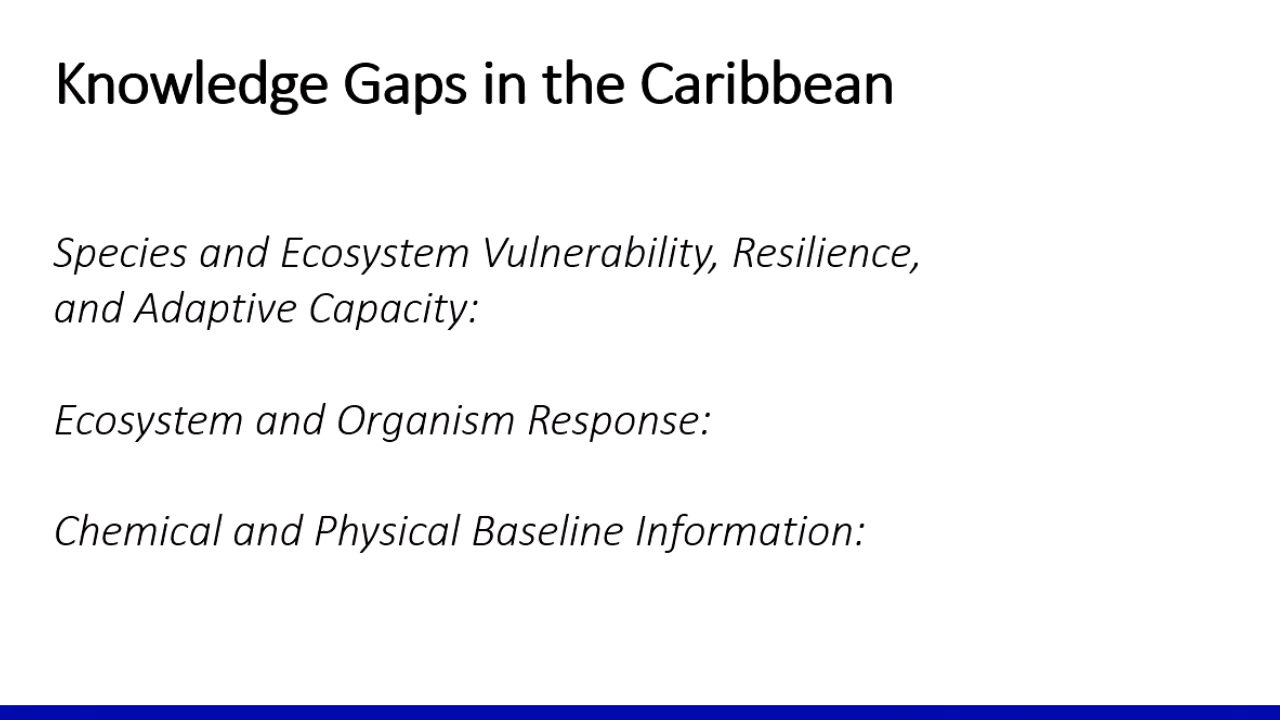 Knowledge Gaps in the Caribbean
Species and Ecosystem Vulnerability, Resilience,
and Adaptive Capacity:
Ecosystem and Organism Response:
Chemical and Physical Baseline Information: